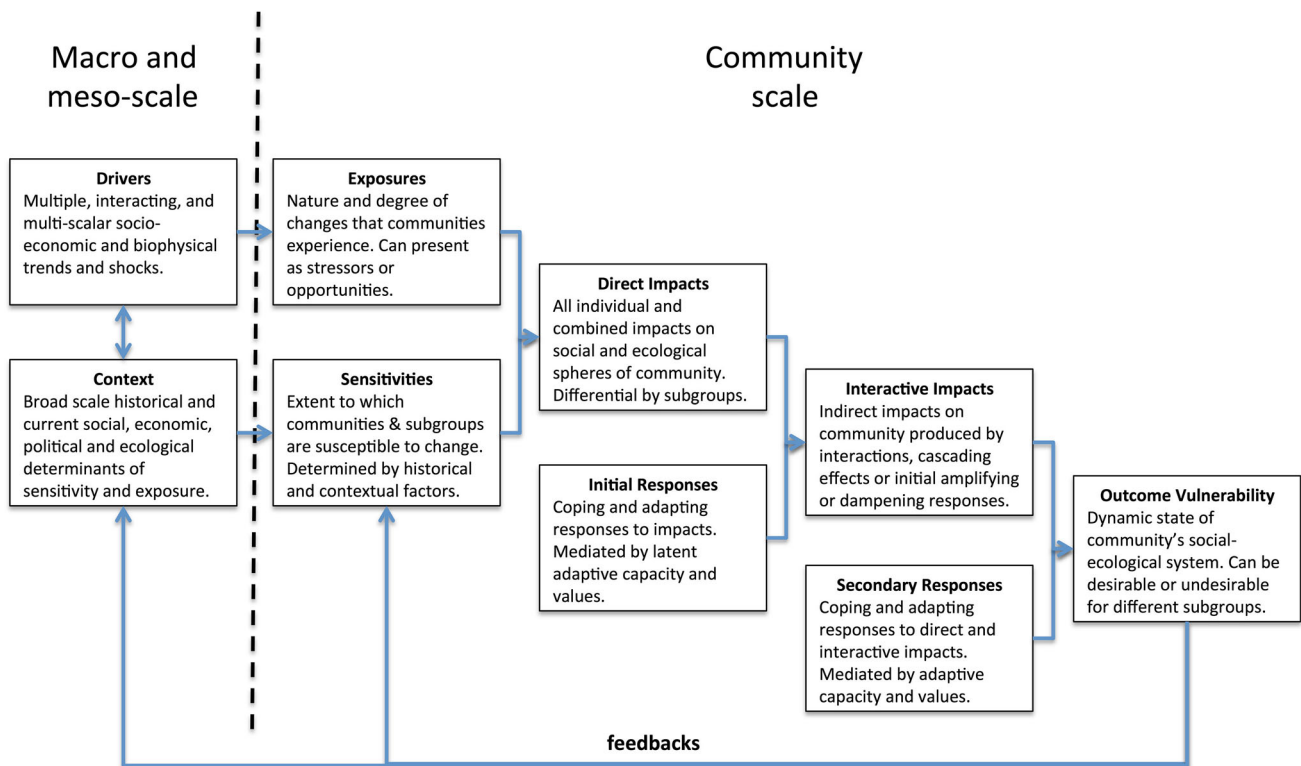 Macro and
meso-scale
Community
scale
Drivers
Multiple, interacting, and
multi-scalar socio-
economic and biophysical
trends and shocks.
Exposures
Nature and degree of
changes that communities
experience. Can present
as stressors or
opportunities.
Context
Broad scale historical and
current social, economic,
political and ecological
determinants of
sensitivity and exposure.
Sensitivities
Extent to which
communities & subgroups
are susceptible to change.
Determined by historical
and contextual factors.
Direct Impacts
All individual and
combined impacts on
social and ecological
spheres of community.
Differential by subgroups.
Initial Responses
Coping and adapting
responses to impacts.
Mediated by latent
adaptive capacity and
values.
Interactive Impacts
Indirect impacts on
community produced by
interactions, cascading
effects or initial amplifying
or dampening responses.
Secondary Responses
Coping and adapting
responses to direct and
interactive impacts.
Mediated by adaptive
capacity and values.
Outcome Vulnerability
Dynamic state of
community's social-
ecological system. Can be
desirable or undesirable
for different subgroups.
feedbacks